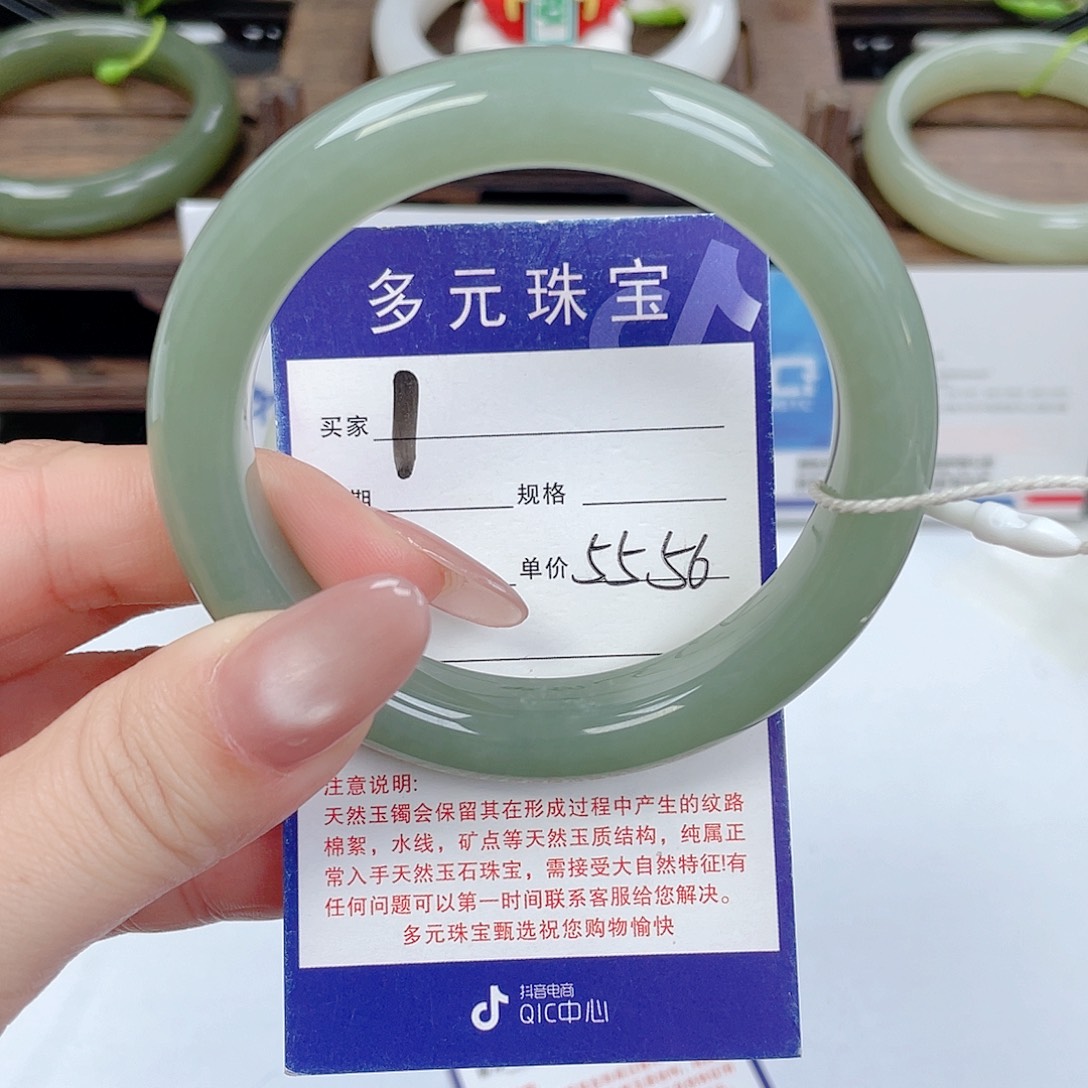 多元珠宝
买家 1
期 规格
单价 5556
注意说明:
天然玉镯会保留其在形成过程中产生的纹路
棉絮，水线，矿点等天然玉质结构，纯属正
常入手天然玉石珠宝，需接受大自然特征!有
任何问题可以第一时间联系客服给您解决。
多元珠宝甄选祝您购物愉快
抖音电商
QIC中心